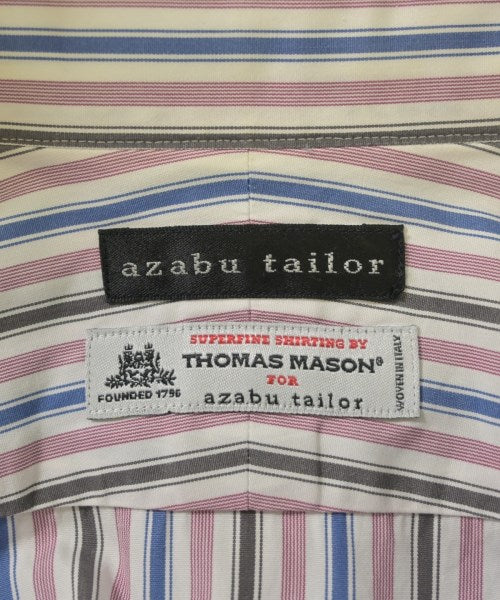 azabu tailor
SUPERFINE SHIRTING BY
THOMAS MASON®
FOR
azabu tailor
FOUNDED 1796
WOVEN IN ITALY